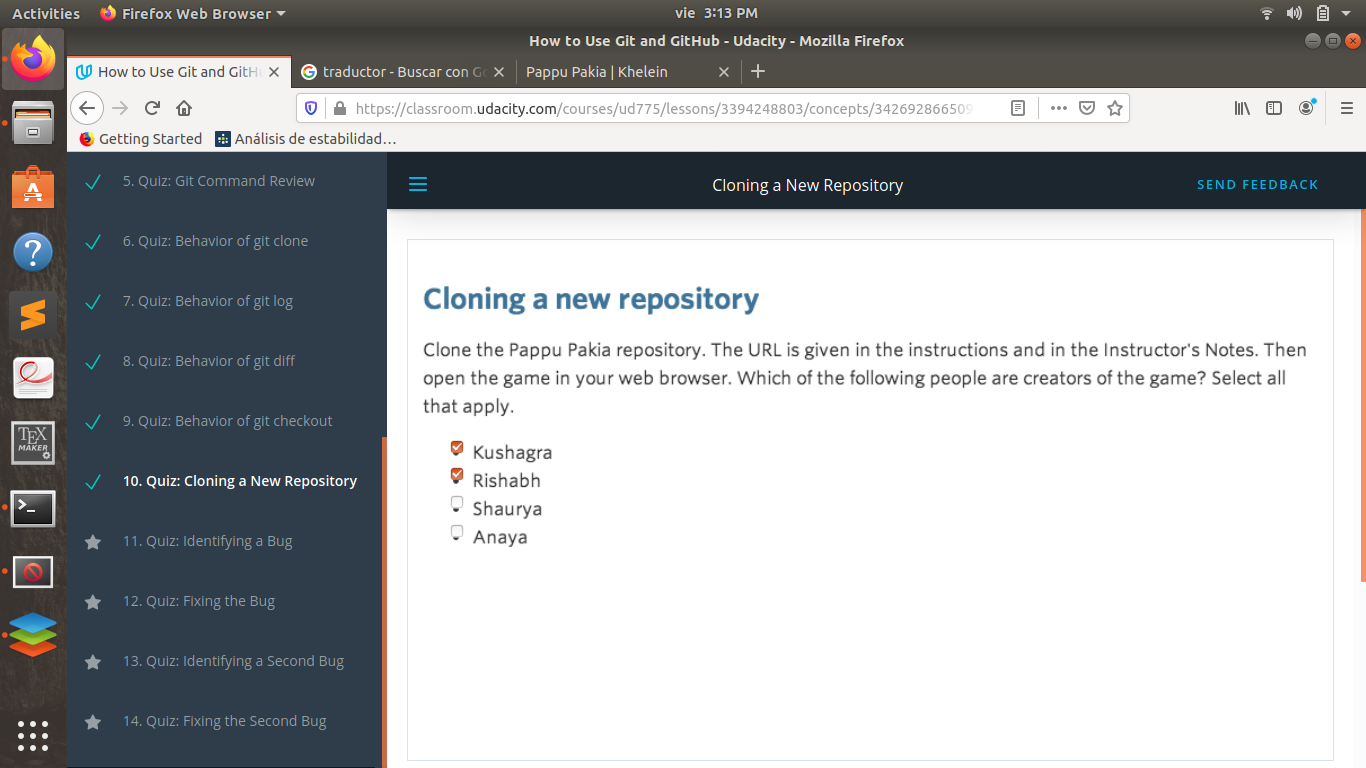 Activities Firefox Web Browser vie 3:13 PM
How to Use Git and GitHub - Udacity - Mozilla Firefox
How to Use Git and GitH traductor - Buscar con Go Pappu Pakia | Khelein
https://classroom.udacity.com/courses/ud775/lessons/3394248803/concepts/342692866509
Getting Started Análisis de estabilidad...
5. Quiz: Git Command Review
6. Quiz: Behavior of git clone
7. Quiz: Behavior of git log
8. Quiz: Behavior of git diff
9. Quiz: Behavior of git checkout
10. Quiz: Cloning a New Repository
11. Quiz: Identifying a Bug
12. Quiz: Fixing the Bug
13. Quiz: Identifying a Second Bug
14. Quiz: Fixing the Second Bug
Cloning a New Repository SEND FEEDBACK
Cloning a new repository
Clone the Pappu Pakia repository. The URL is given in the instructions and in the Instructor's Notes. Then
open the game in your web browser. Which of the following people are creators of the game? Select all
that apply.
Kushagra
Rishabh
Shaurya
Anaya
TEX
MAKER